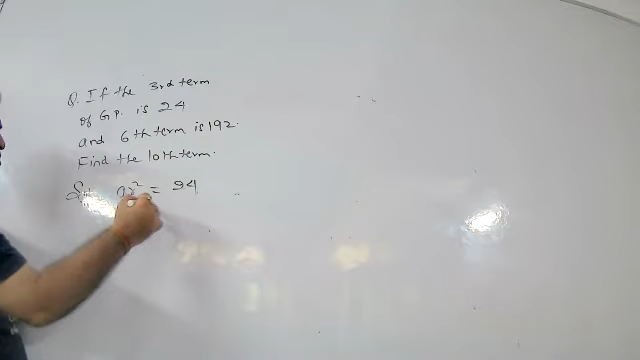 Q. If the 3rd term
of G.P. is 24
and 6th term is 192.
Find the 10th term.
Sol. ar² = 24